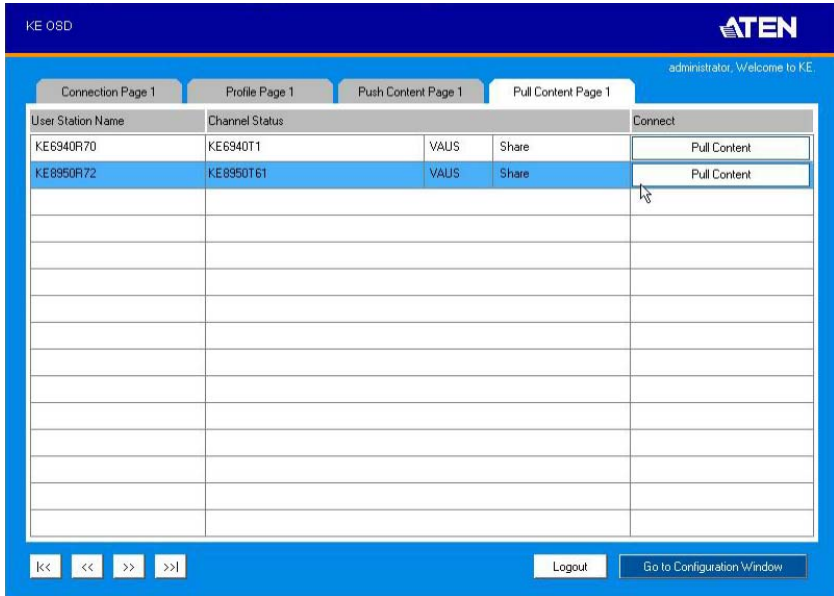 KE OSD
ATEN
administrator, Welcome to KE.
Connection Page 1 Profile Page 1 Push Content Page 1 Pull Content Page 1
User Station Name Channel Status Connect
KE6940R70 KE6940T1 VAUS Share Pull Content
KE8950R72 KE8950T61 VAUS Share Pull Content
|<< << >> >>| Logout Go to Configuration Window